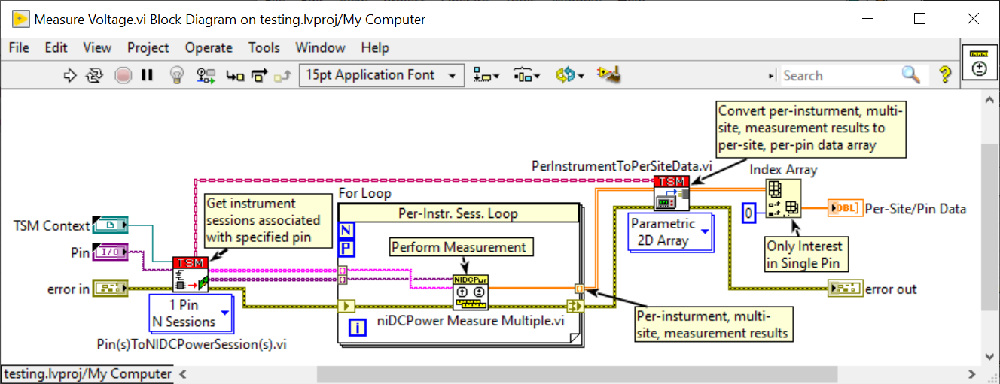 Measure Voltage.vi Block Diagram on testing.lvproj/My Computer
File Edit View Project Operate Tools Window Help
15pt Application Font
Search
Convert per-insturment, multi-
site, measurement results to
per-site, per-pin data array
PerInstrumentToPerSiteData.vi
TSM
Index Array
For Loop
Per-Instr. Sess. Loop
Get instrument
sessions associated
with specified pin
N
P
Perform Measurement
0
DBL
Per-Site/Pin Data
Parametric
2D Array
Only Interest
in Single Pin
TSM Context
Pin
I/O
TSM
error in
NIDCPwr
error out
1 Pin
N Sessions
i
niDCPower Measure Multiple.vi
Per-insturment, multi-
site, measurement results
Pin(s)ToNIDCPowerSession(s).vi
testing.lvproj/My Computer